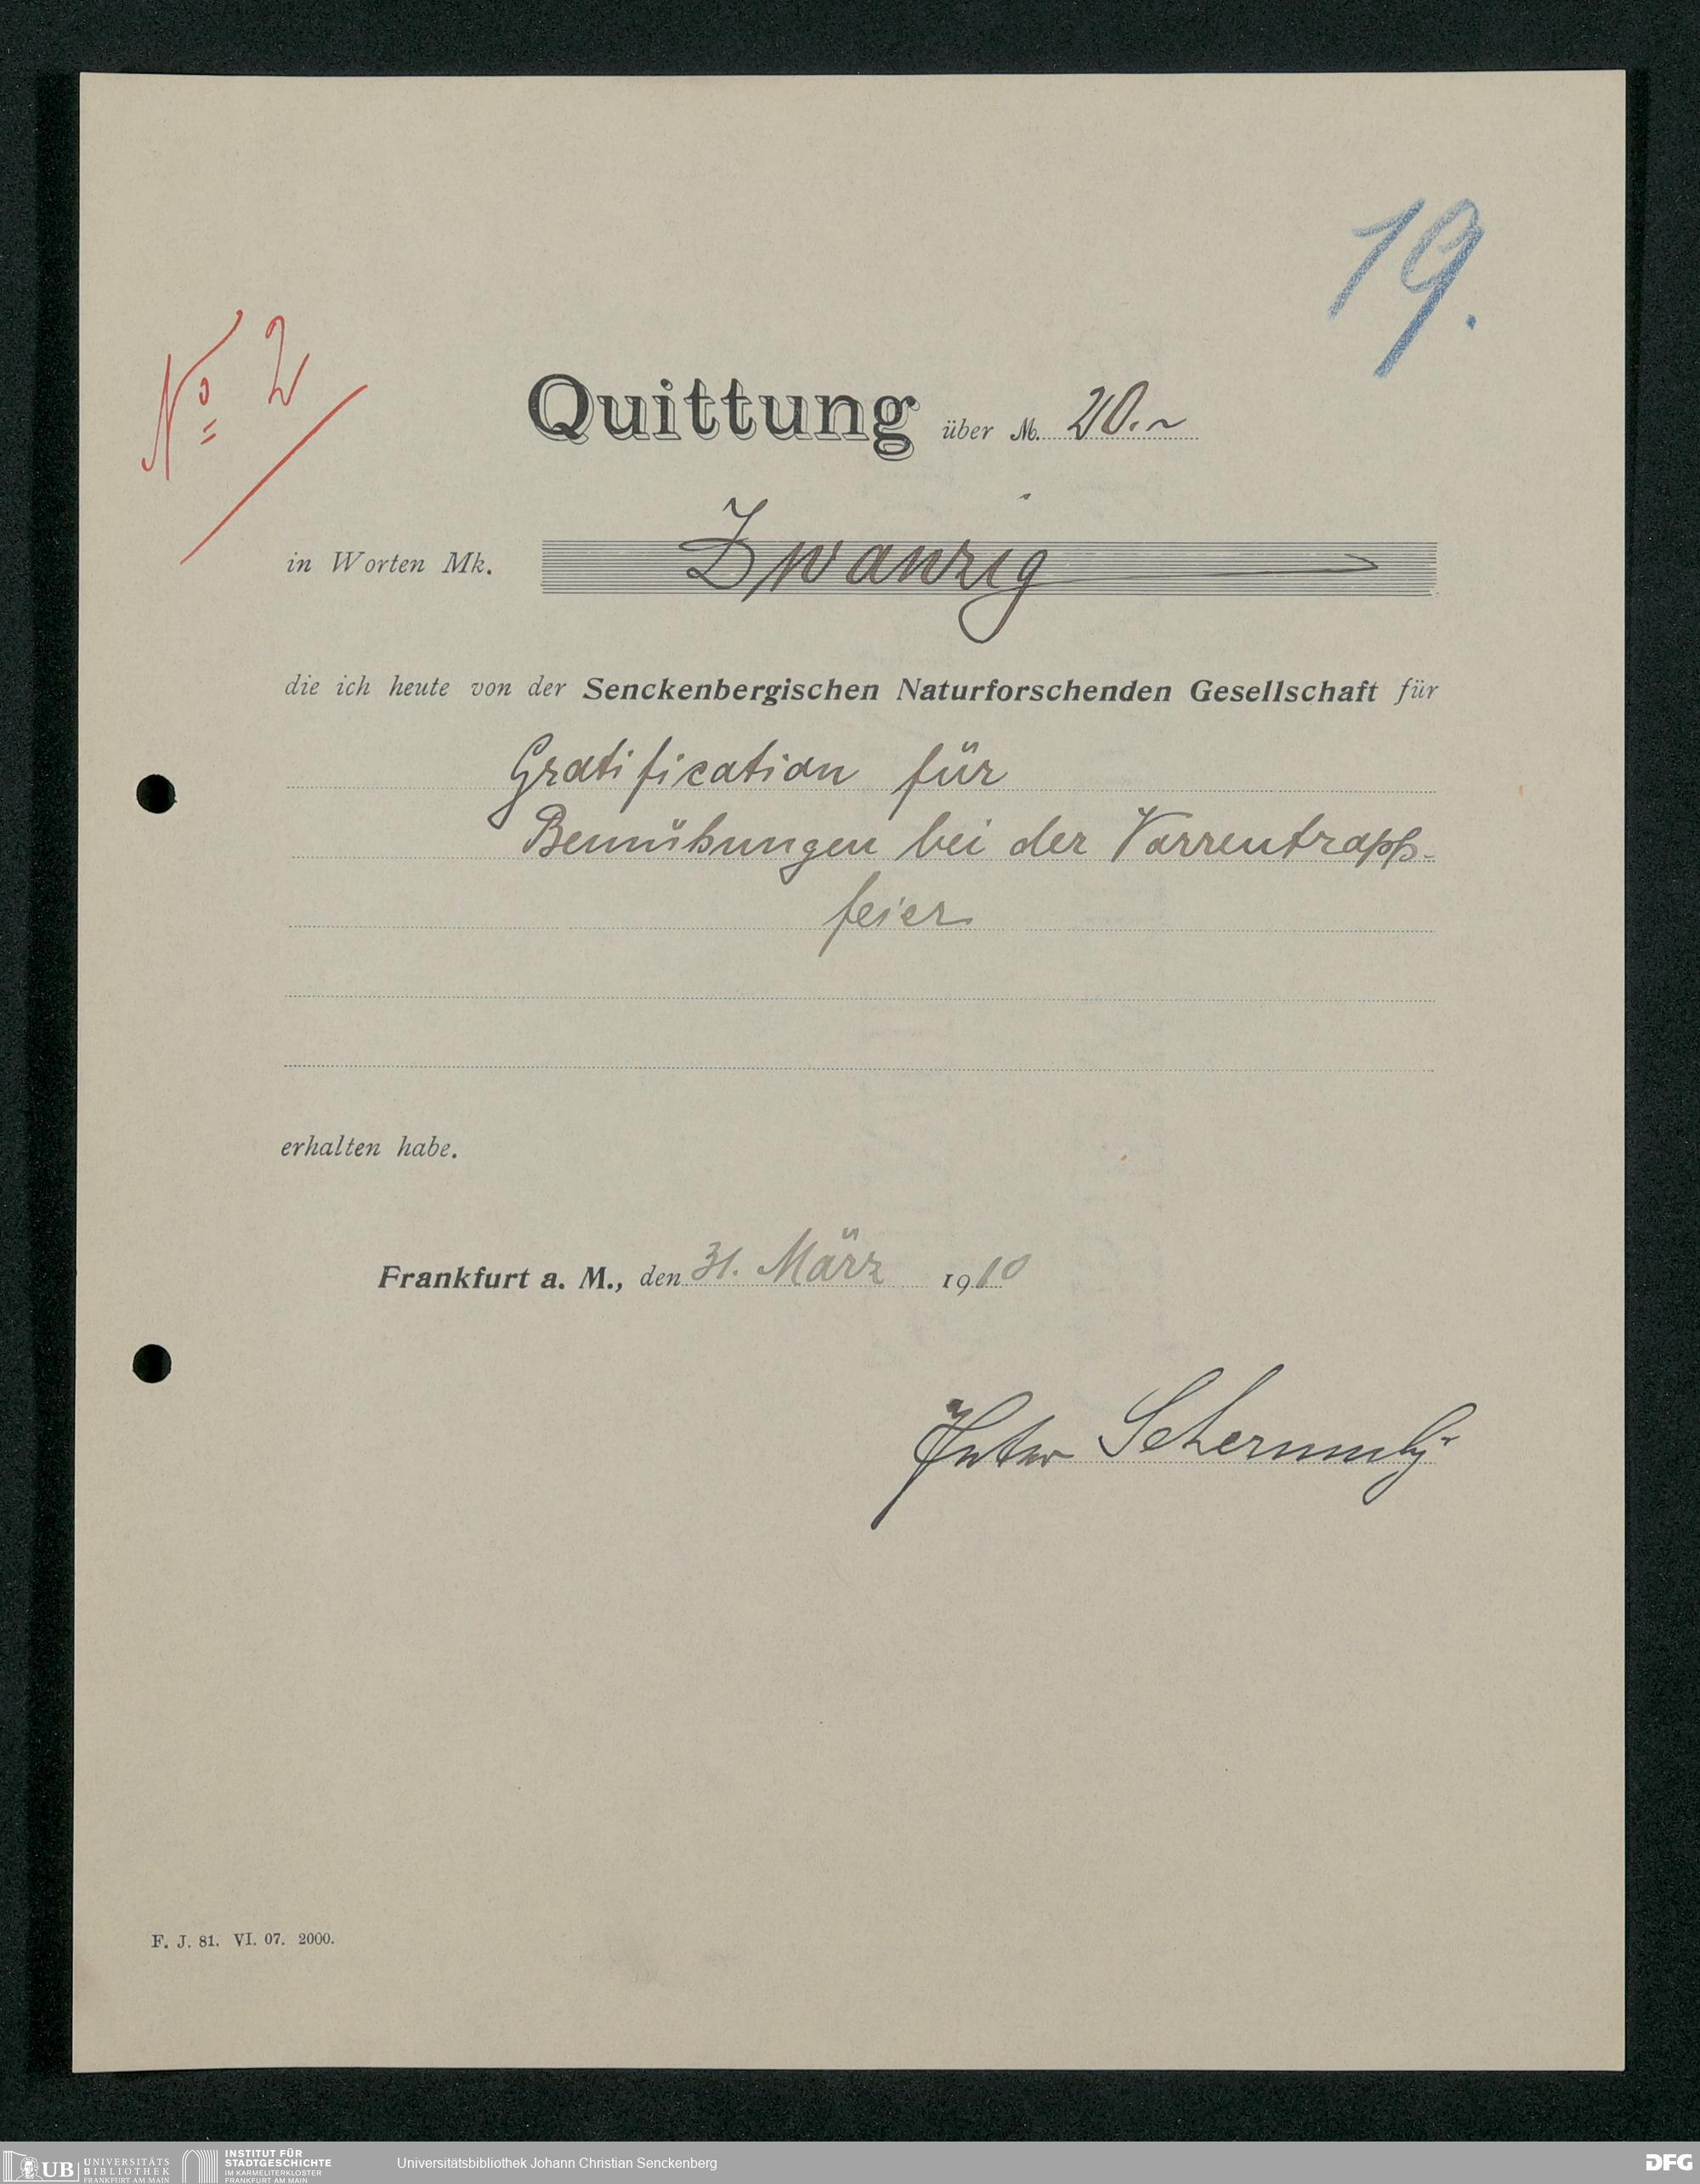 19.
Nº 2
Quittung über M. 20.~
in Worten Mk. Zwanzig
die ich heute von der Senckenbergischen Naturforschenden Gesellschaft für
Gratification für
Bemühungen bei der Varrentrapp-
feier
erhalten habe.
Frankfurt a. M., den 31. März 1910
F. J. 81. VI. 07. 2000.
UB UNIVERSITÄTS
BIBLIOTHEK
FRANKFURT AM MAIN
INSTITUT FÜR
STADTGESCHICHTE
IM KARMELITERKLOSTER
FRANKFURT AM MAIN
Universitätsbibliothek Johann Christian Senckenberg
DFG